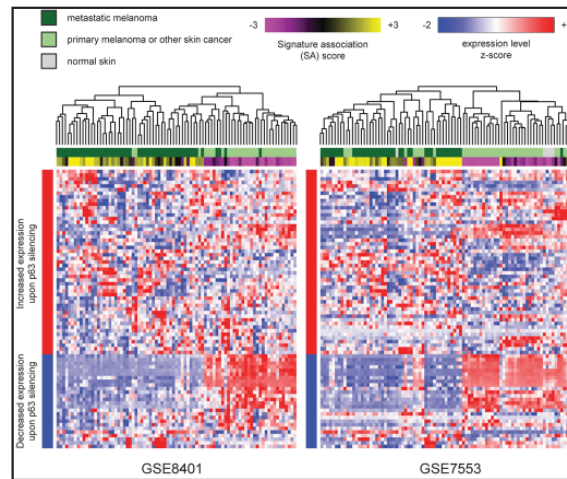 metastatic melanoma
primary melanoma or other skin cancer
normal skin
-3 +3
Signature association
(SA) score
-2
expression level
z-score
Increased expression
upon p63 silencing
Decreased expression
upon p63 silencing
GSE8401
GSE7553